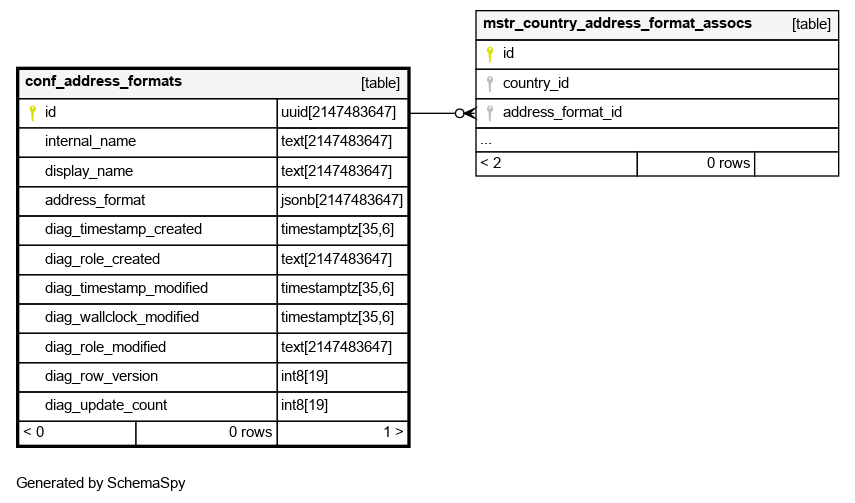 mstr_country_address_format_assocs [table]
id
country_id
address_format_id
...
< 2 0 rows
conf_address_formats [table]
id uuid[2147483647]
internal_name text[2147483647]
display_name text[2147483647]
address_format jsonb[2147483647]
diag_timestamp_created timestamptz[35,6]
diag_role_created text[2147483647]
diag_timestamp_modified timestamptz[35,6]
diag_wallclock_modified timestamptz[35,6]
diag_role_modified text[2147483647]
diag_row_version int8[19]
diag_update_count int8[19]
< 0 0 rows 1 >
Generated by SchemaSpy